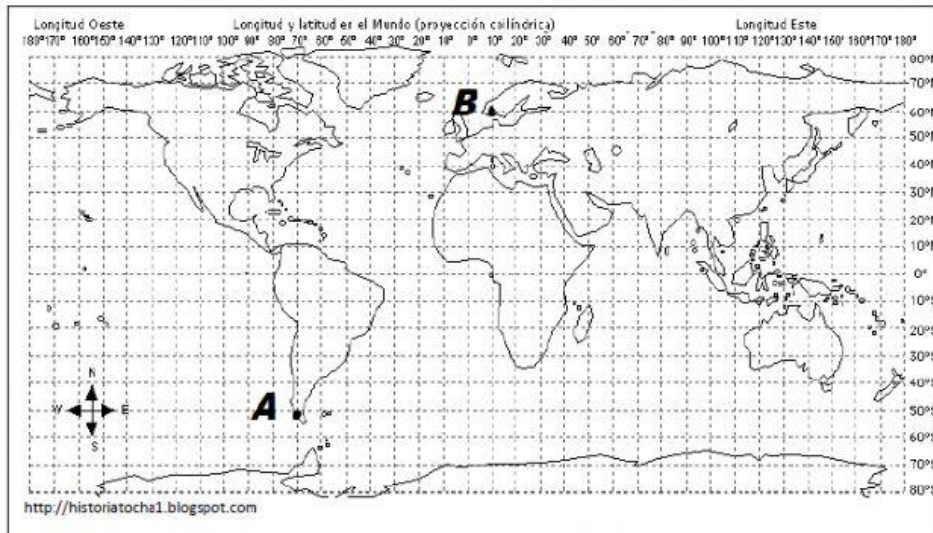 Longitud Oeste
Longitud y latitud en el Mundo (proyección cilíndrica)
Longitud Este
180° 170° 160° 150° 140° 130° 120° 110° 100° 90° 80° 70° 60° 50° 40° 30° 20° 10° 0° 10° 20° 30° 40° 50° 60° 70° 80° 90° 100° 110° 120° 130° 140° 150° 160° 170° 180°
80°N
70°N
B
60°N
50°N
40°N
30°N
20°N
10°N
0°
10°S
20°S
30°S
N
40°S
W E
A
50°S
S
60°S
70°S
80°S
http://historiatocha1.blogspot.com